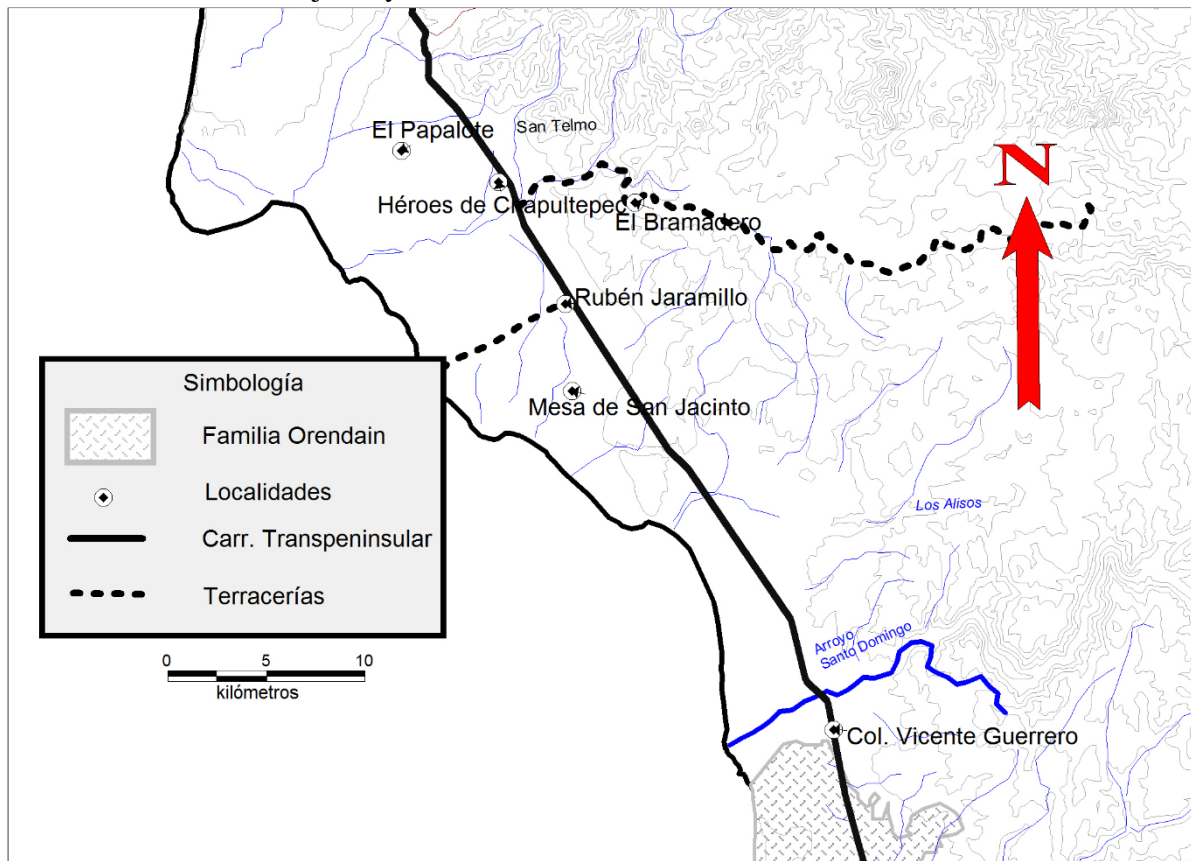 San Telmo
El Papalote
N
Héroes de Chapultepec
El Bramadero
Rubén Jaramillo
Mesa de San Jacinto
Simbología
Familia Orendain
Localidades
Carr. Transpeninsular
Terracerías
0 5 10
kilómetros
Los Alisos
Arroyo
Santo Domingo
Col. Vicente Guerrero